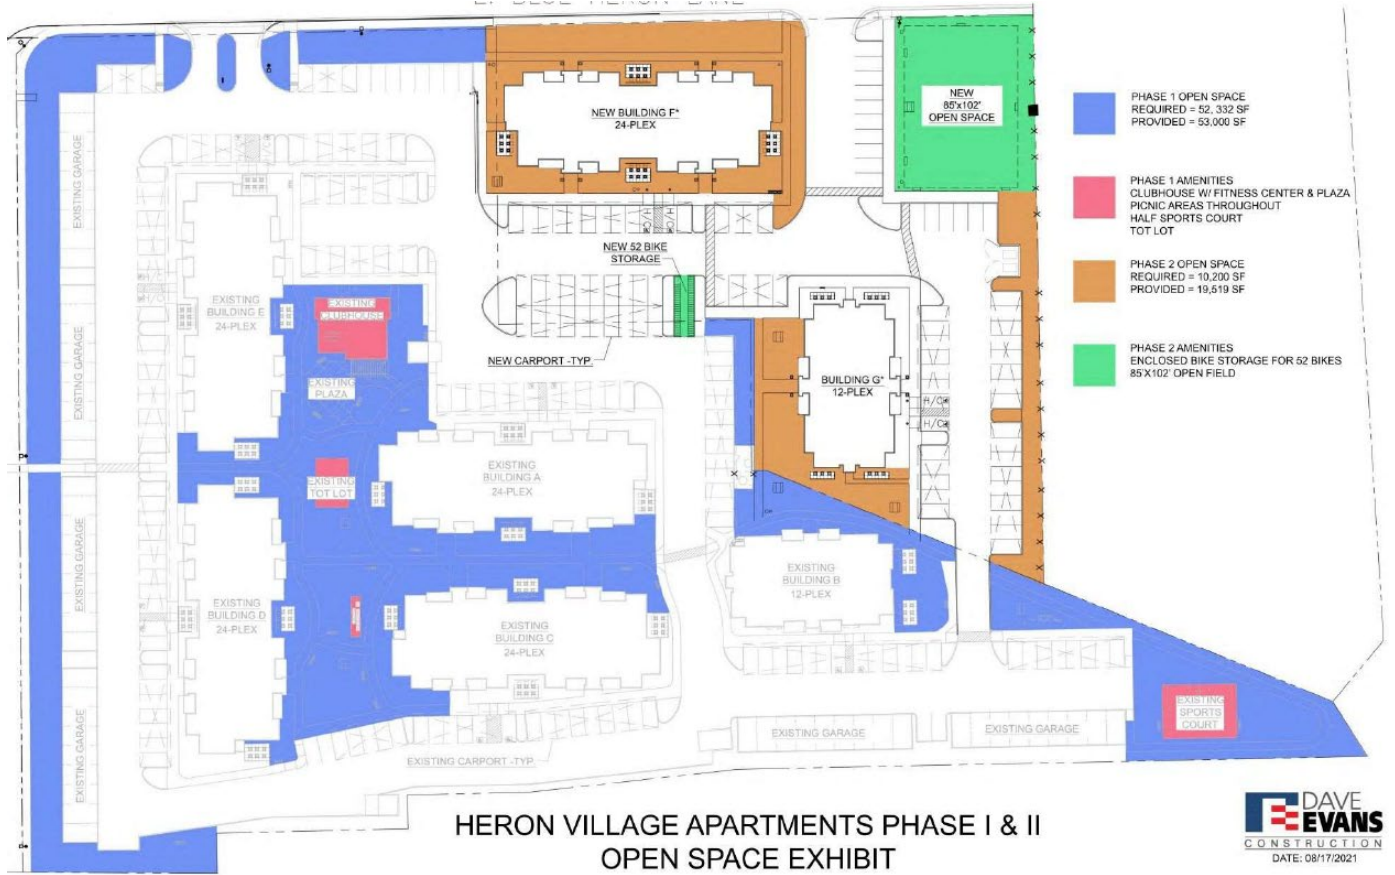 E. BLUE HERON LANE
NEW BUILDING F*
24-PLEX
NEW
85'x102'
OPEN SPACE
PHASE 1 OPEN SPACE
REQUIRED = 52, 332 SF
PROVIDED = 53.000 SF
PHASE 1 AMENITIES
CLUBHOUSE W/ FITNESS CENTER & PLAZA
PICNIC AREAS THROUGHOUT
HALF SPORTS COURT
TOT LOT
PHASE 2 OPEN SPACE
REQUIRED = 10,200 SF
PROVIDED = 19,519 SF
PHASE 2 AMENITIES
ENCLOSED BIKE STORAGE FOR 52 BIKES
85'X102' OPEN FIELD
EXISTING GARAGE
EXISTING GARAGE
EXISTING GARAGE
EXISTING GARAGE
H/C
H/C
NEW 52 BIKE
STORAGE
H/C
H/C
EXISTING
BUILDING E
24-PLEX
EXISTING
CLUBHOUSE
NEW CARPORT -TYP.
EXISTING
PLAZA
BUILDING G*
12-PLEX
H/C
H/C
EXISTING
BUILDING A
24-PLEX
EXISTING
TOT LOT
EXISTING
BUILDING B
12-PLEX
EXISTING
BUILDING D
24-PLEX
EXISTING
BUILDING C
24-PLEX
EXISTING
SPORTS
COURT
EXISTING GARAGE
EXISTING GARAGE
EXISTING CARPORT -TYP.
HERON VILLAGE APARTMENTS PHASE I & II
OPEN SPACE EXHIBIT
DAVE
EVANS
CONSTRUCTION
DATE: 08/17/2021